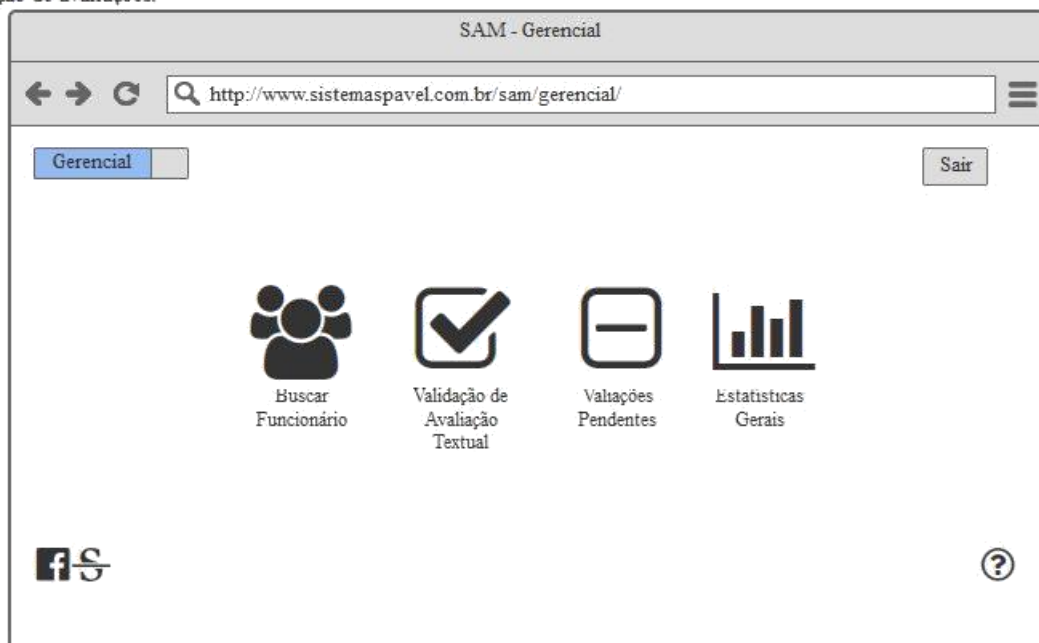 SAM - Gerencial
http://www.sistemaspavel.com.br/sam/gerencial/
Gerencial
Sair
Buscar
Funcionário
Validação de
Avaliação
Textual
Valiações
Pendentes
Estatísticas
Gerais